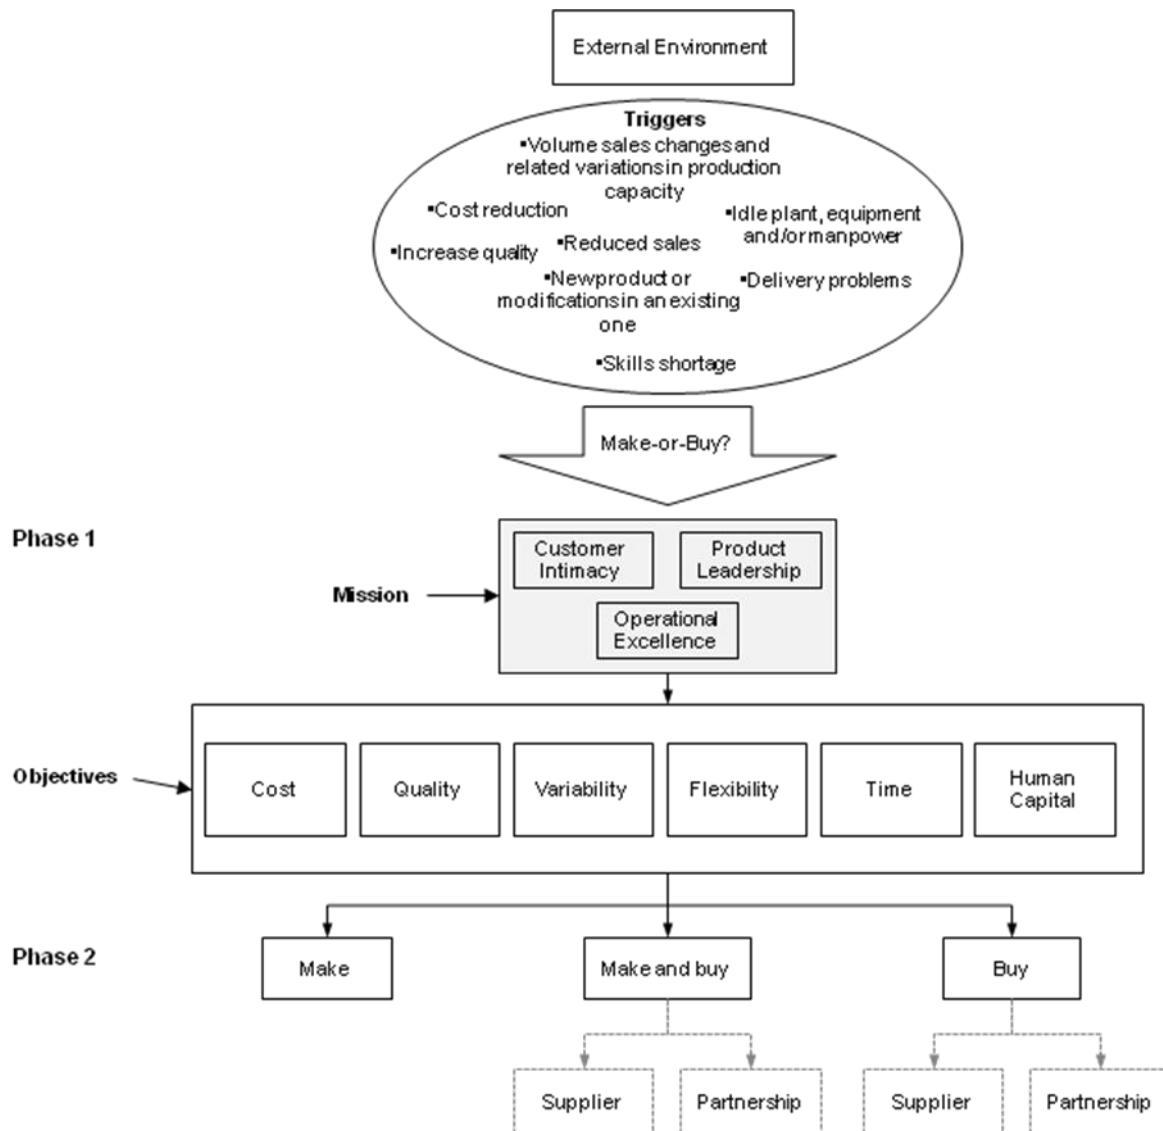 External Environment
Triggers
▪Volume sales changes and
related variations in production
capacity
▪Cost reduction
▪Idle plant, equipment
and/or manpower
▪Increase quality
▪Reduced sales
▪New product or
modifications in an existing
one
▪Delivery problems
▪Skills shortage
Make-or-Buy?
Phase 1
Customer
Intimacy
Product
Leadership
Mission
Operational
Excellence
Objectives
Cost
Quality
Variability
Flexibility
Time
Human
Capital
Phase 2
Make
Make and buy
Buy
Supplier
Partnership
Supplier
Partnership